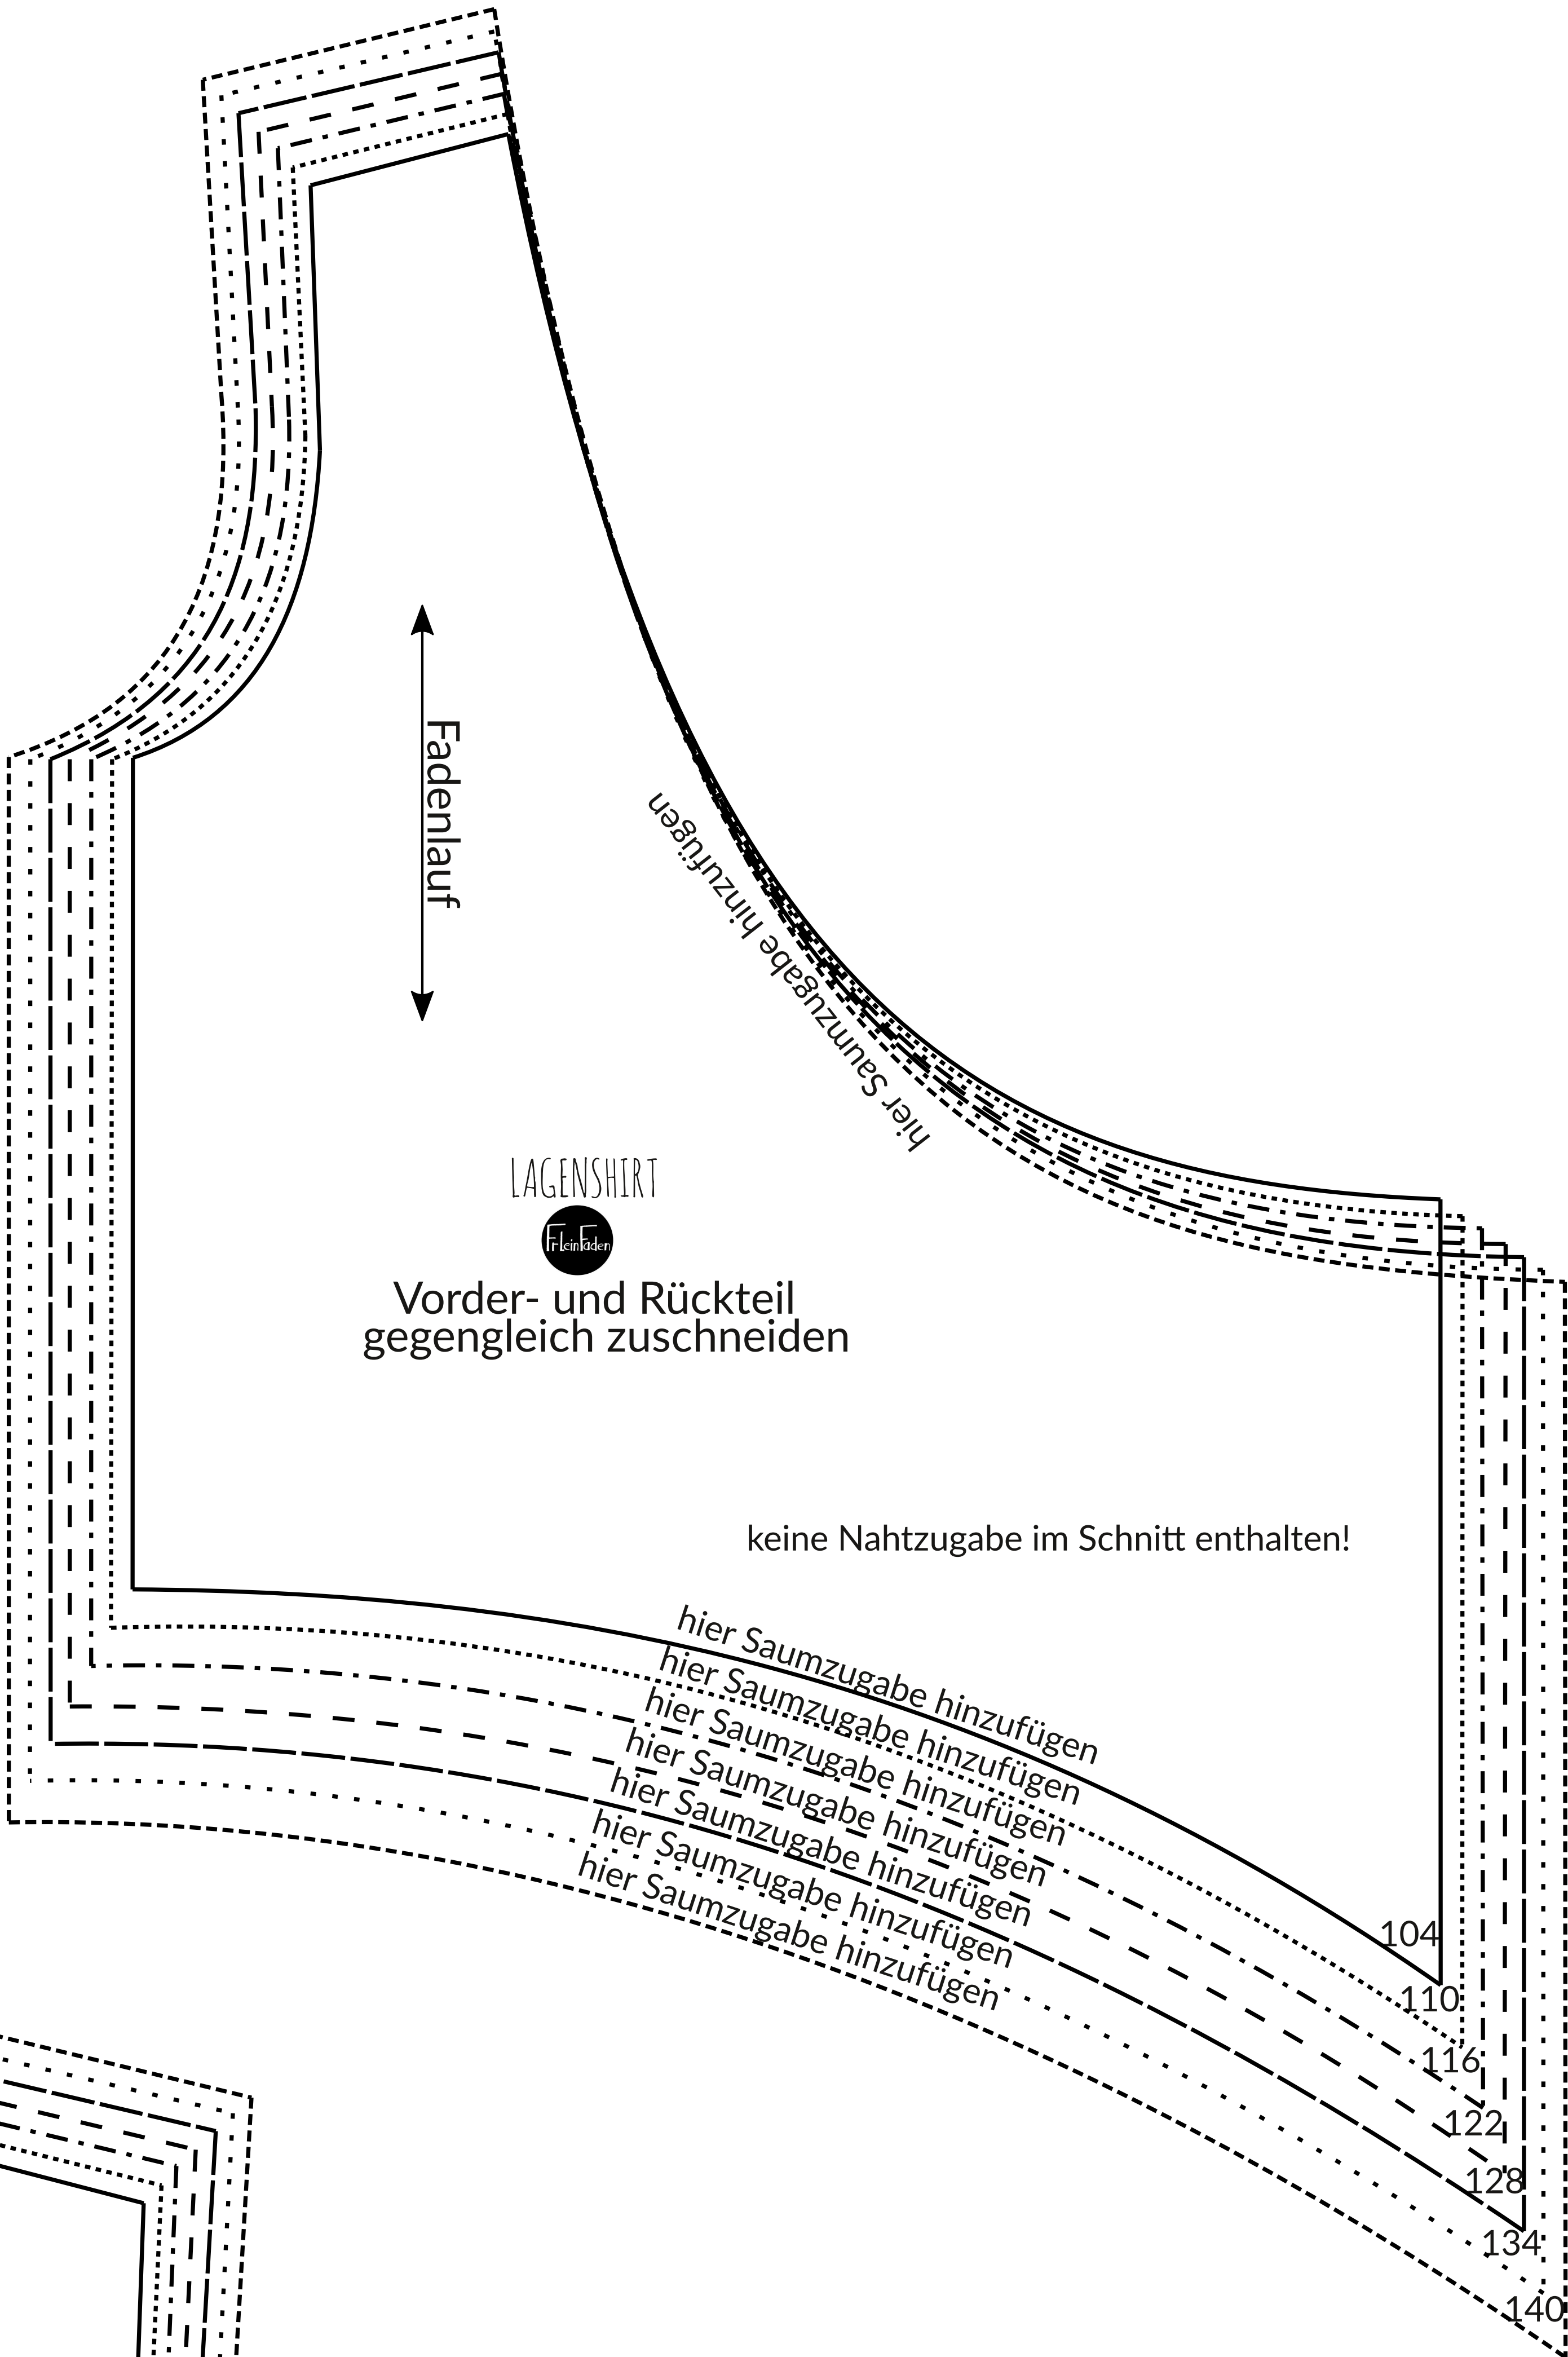 Fadenlauf
hier Saumzugabe hinzufügen
LAGENSHIRT
FrLeinFaden
Vorder- und Rückteil
gegengleich zuschneiden
keine Nahtzugabe im Schnitt enthalten!
hier Saumzugabe hinzufügen
hier Saumzugabe hinzufügen
hier Saumzugabe hinzufügen
hier Saumzugabe hinzufügen
hier Saumzugabe hinzufügen
hier Saumzugabe hinzufügen
hier Saumzugabe hinzufügen
104
110
116
122
128
134
140